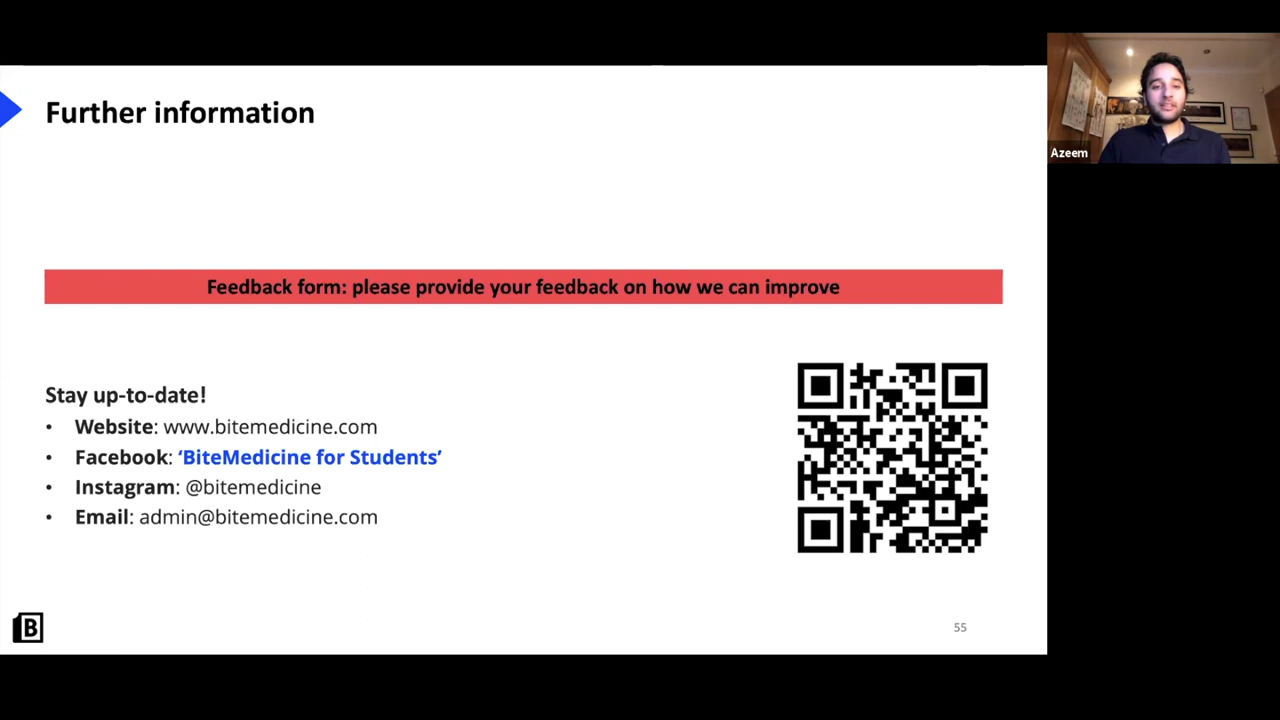 Further information
Azeem
Feedback form: please provide your feedback on how we can improve
Stay up-to-date!
• Website: www.bitemedicine.com
• Facebook: ‘BiteMedicine for Students’
• Instagram: @bitemedicine
• Email: admin@bitemedicine.com
B
55